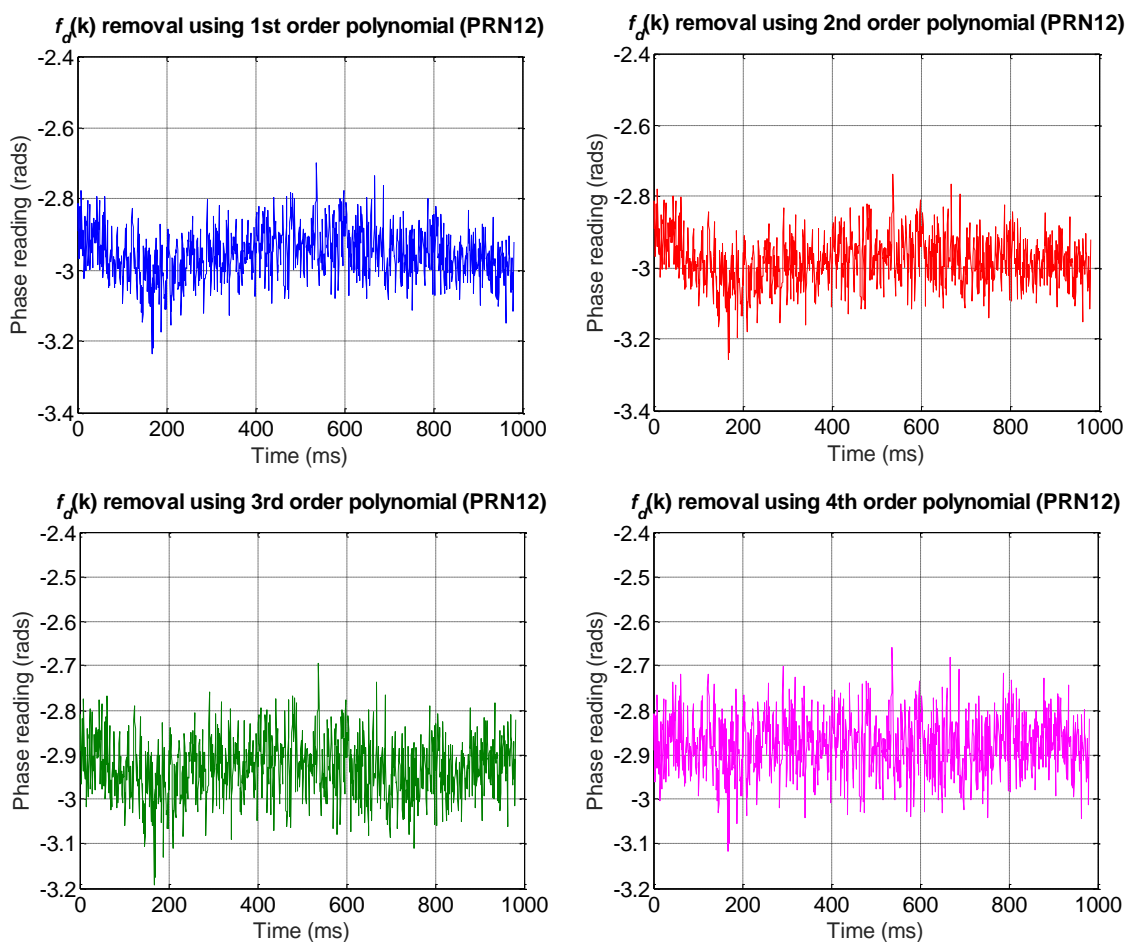 f_d(k) removal using 1st order polynomial (PRN12)
-2.4
-2.6
-2.8
-3
-3.2
-3.4
Phase reading (rads)
0 200 400 600 800 1000
Time (ms)
f_d(k) removal using 2nd order polynomial (PRN12)
-2.4
-2.6
-2.8
-3
-3.2
-3.4
Phase reading (rads)
0 200 400 600 800 1000
Time (ms)
f_d(k) removal using 3rd order polynomial (PRN12)
-2.4
-2.5
-2.6
-2.7
-2.8
-2.9
-3
-3.1
-3.2
Phase reading (rads)
0 200 400 600 800 1000
Time (ms)
f_d(k) removal using 4th order polynomial (PRN12)
-2.4
-2.5
-2.6
-2.7
-2.8
-2.9
-3
-3.1
-3.2
Phase reading (rads)
0 200 400 600 800 1000
Time (ms)